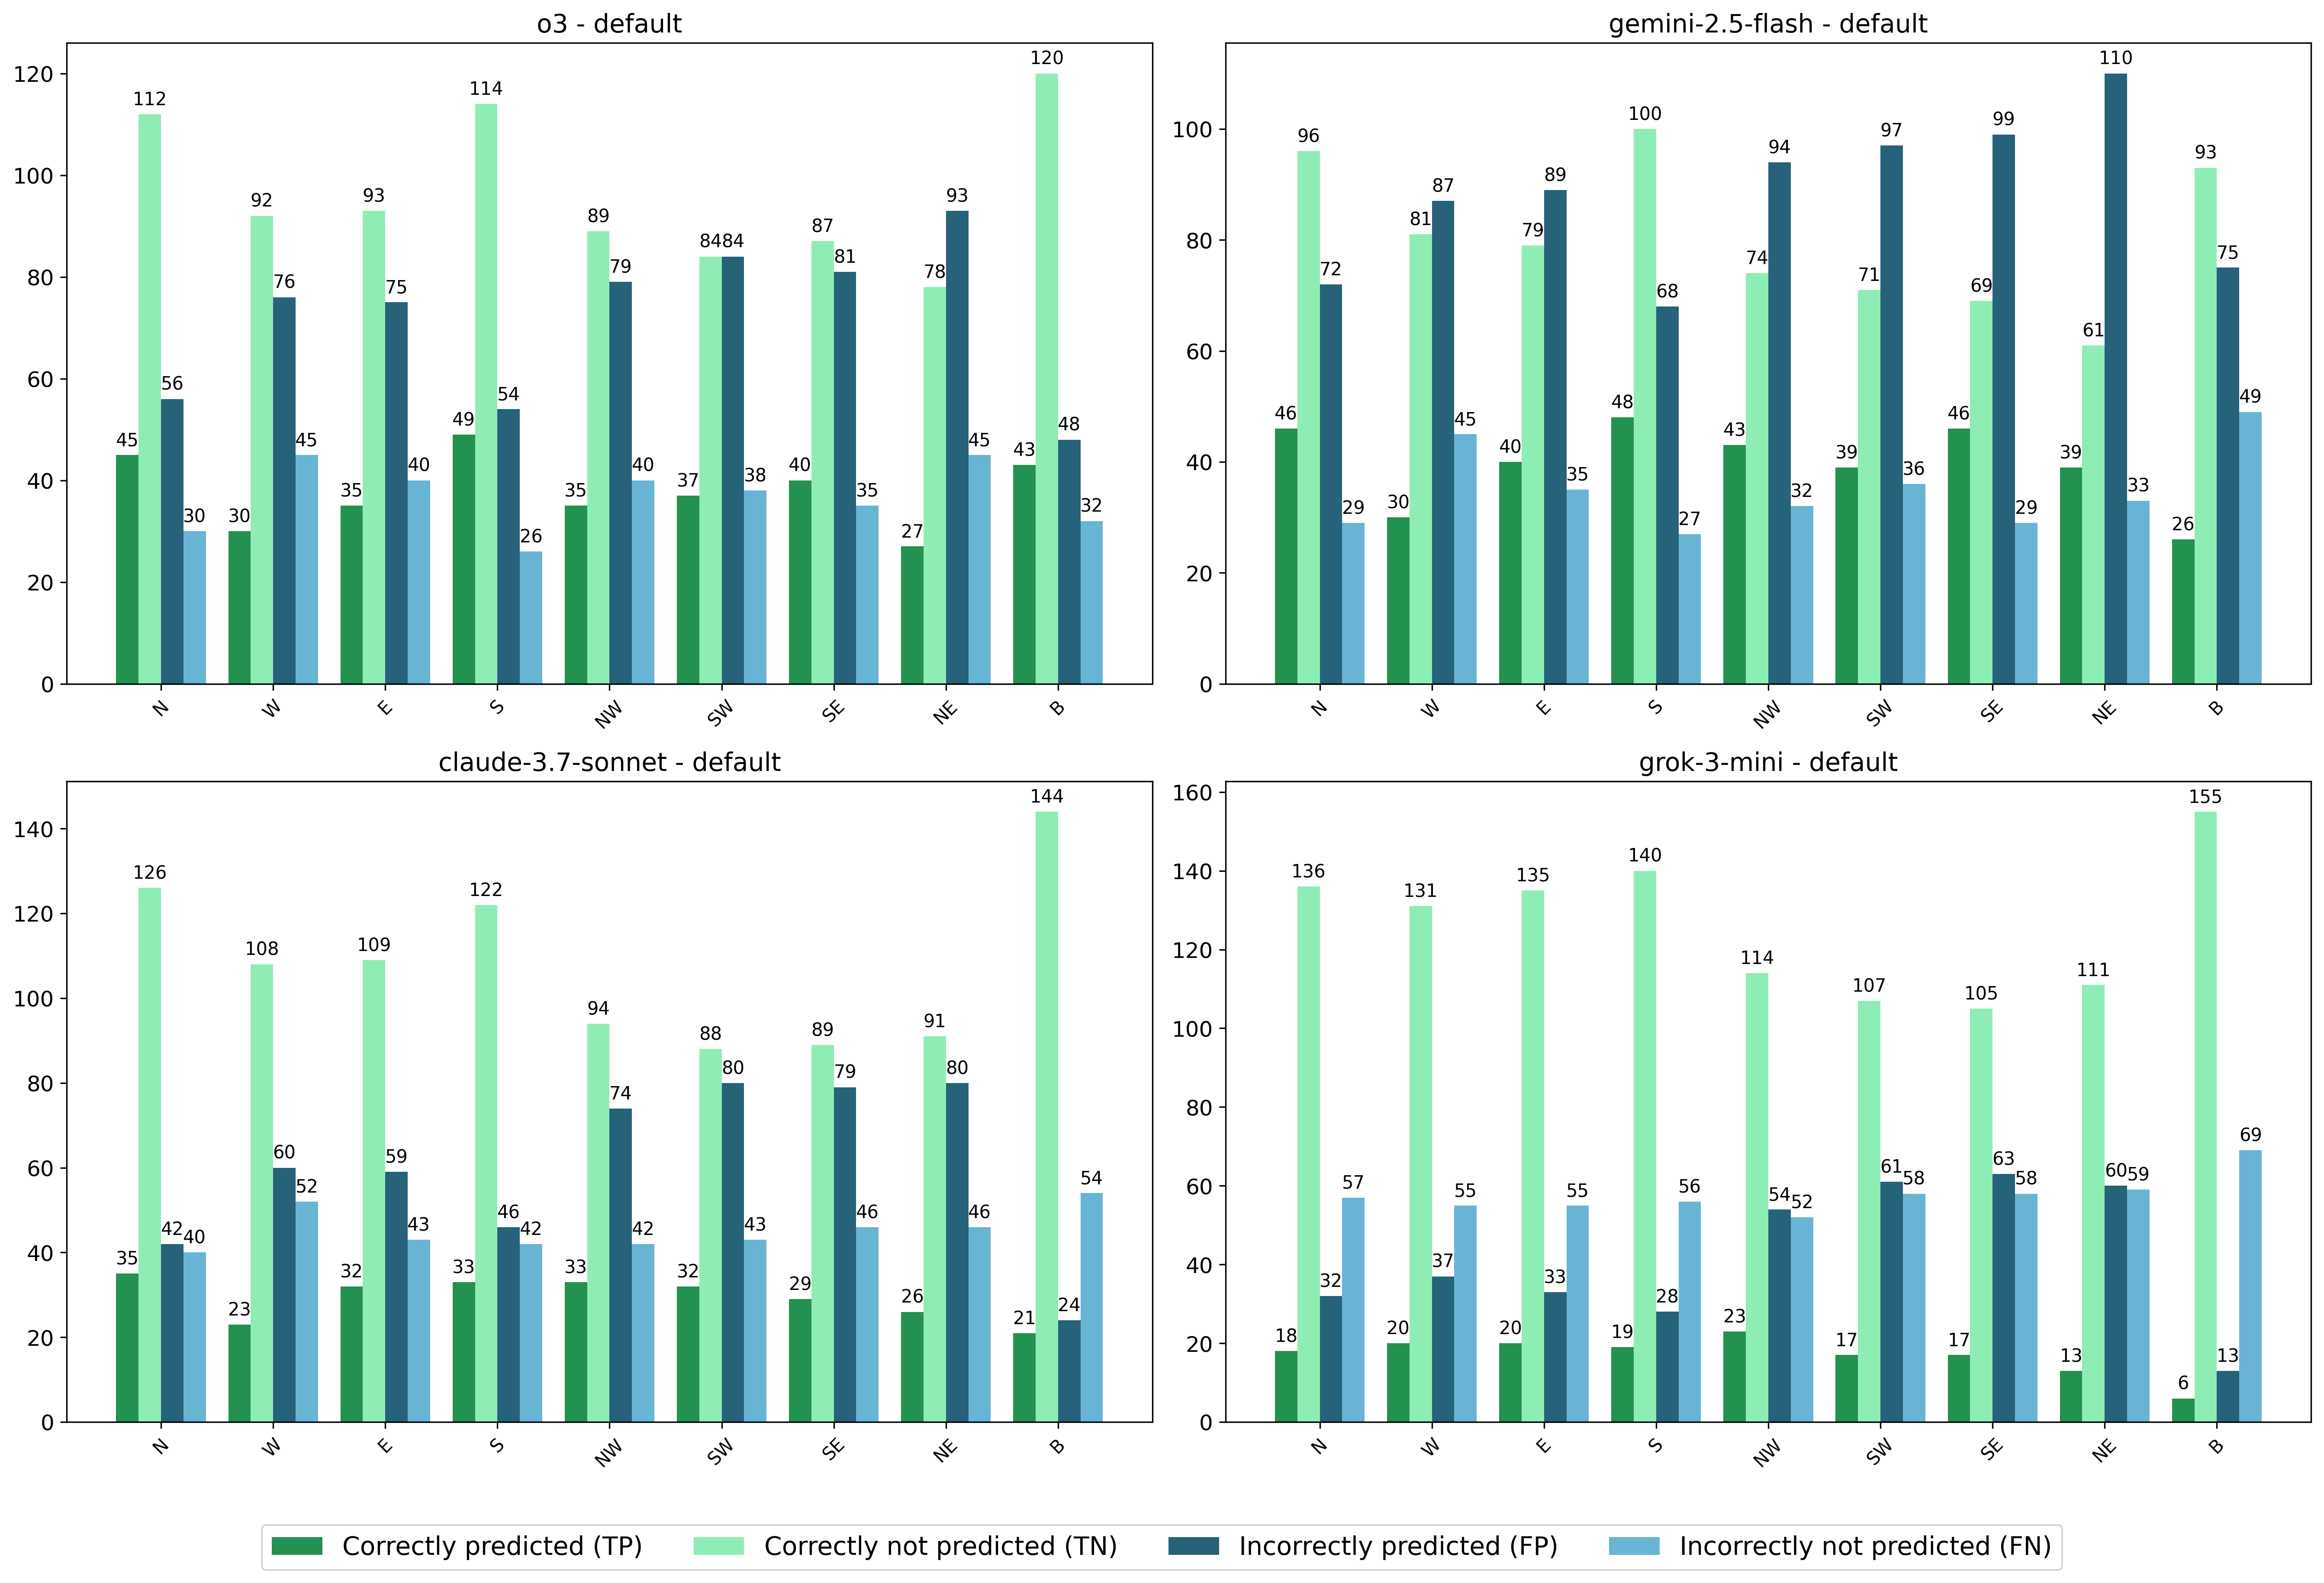 o3 - default
120
100
80
60
40
20
0
45 112 56 30
30 92 76 45
35 93 75 40
49 114 54 26
35 89 79 40
37 84 84 38
40 87 81 35
27 78 93 45
43 120 48 32
N W E S NW SW SE NE B
gemini-2.5-flash - default
100
80
60
40
20
0
46 96 72 29
30 81 87 45
40 79 89 35
48 100 68 27
43 74 94 32
39 71 97 36
46 69 99 29
39 61 110 33
26 93 75 49
N W E S NW SW SE NE B
claude-3.7-sonnet - default
140
120
100
80
60
40
20
0
35 126 42 40
23 108 60 52
32 109 59 43
33 122 46 42
33 94 74 42
32 88 80 43
29 89 79 46
26 91 80 46
21 144 24 54
N W E S NW SW SE NE B
grok-3-mini - default
160
140
120
100
80
60
40
20
0
18 136 32 57
20 131 37 55
20 135 33 55
19 140 28 56
23 114 54 52
17 107 61 58
17 105 63 58
13 111 60 59
6 155 13 69
N W E S NW SW SE NE B
Correctly predicted (TP) Correctly not predicted (TN) Incorrectly predicted (FP) Incorrectly not predicted (FN)